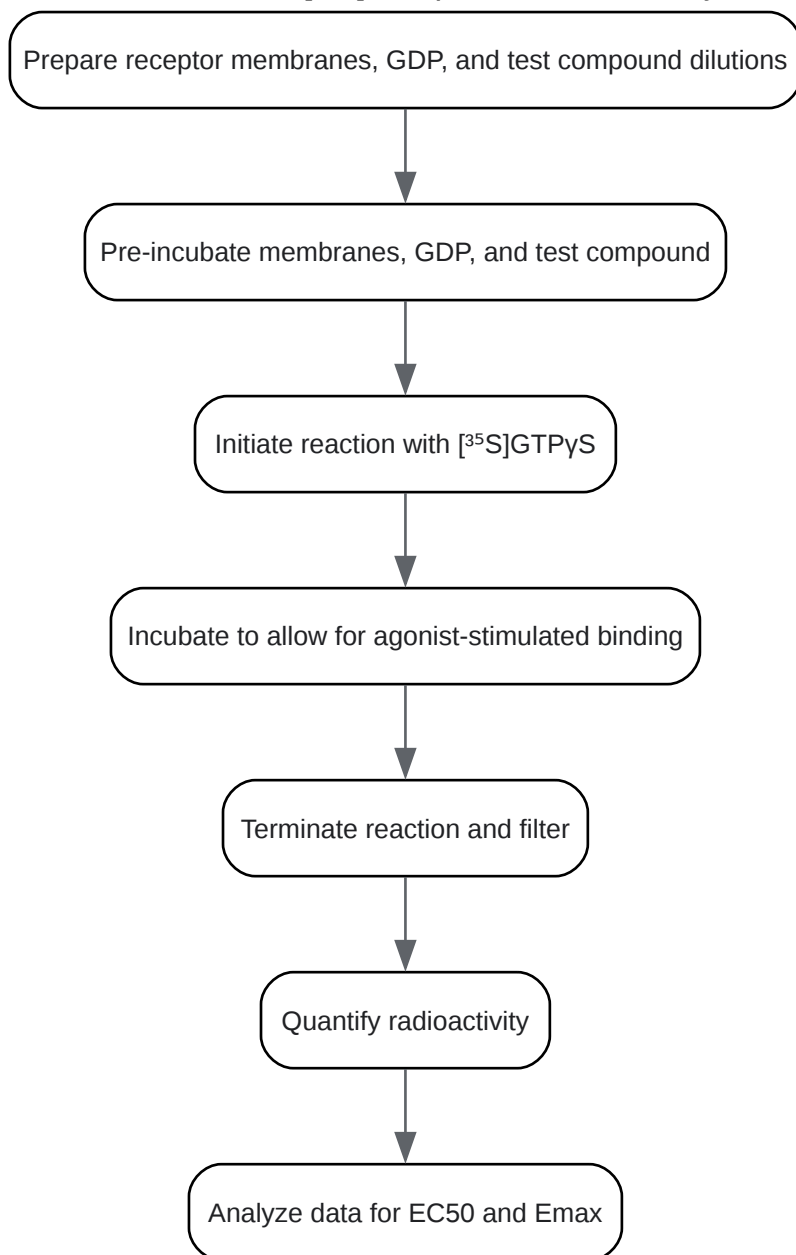 Prepare receptor membranes, GDP, and test compound dilutions
Pre-incubate membranes, GDP, and test compound
Initiate reaction with [³⁵S]GTPγS
Incubate to allow for agonist-stimulated binding
Terminate reaction and filter
Quantify radioactivity
Analyze data for EC50 and Emax